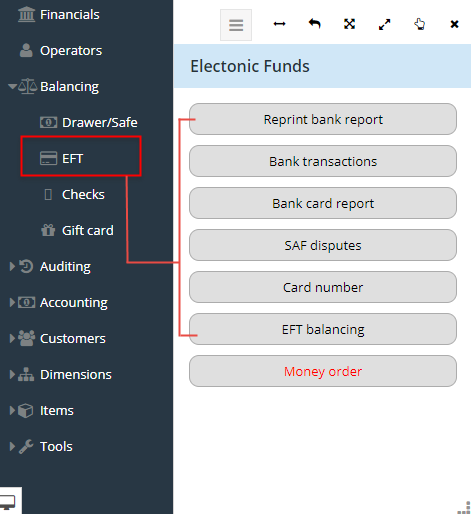 Financials
Operators
Balancing
Drawer/Safe
EFT
Checks
Gift card
Auditing
Accounting
Customers
Dimensions
Items
Tools
Electonic Funds
Reprint bank report
Bank transactions
Bank card report
SAF disputes
Card number
EFT balancing
Money order